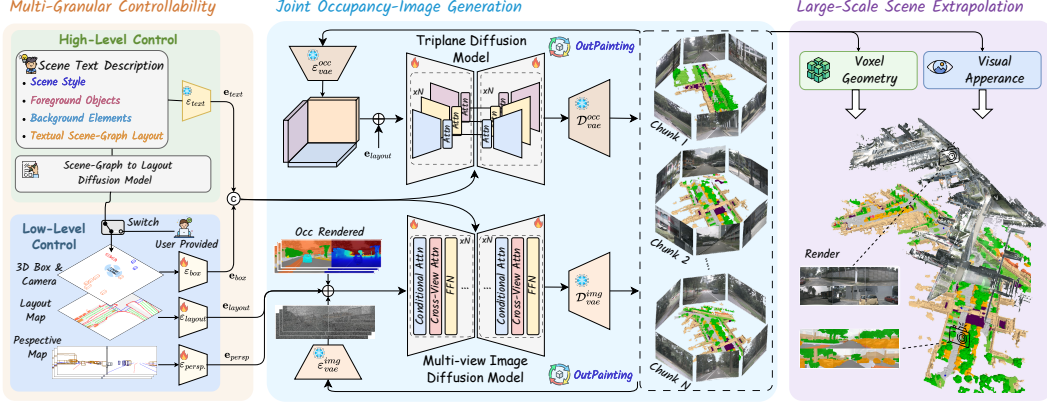 Multi-Granular Controllability
Joint Occupancy-Image Generation
Large-Scale Scene Extrapolation
High-Level Control
Scene Text Description
• Scene Style
• Foreground Objects
• Background Elements
• Textual Scene-Graph Layout
ε_text
e_text
Scene-Graph to Layout
Diffusion Model
Switch
Low-Level
Control
User Provided
3D Box &
Camera
ε_box
e_box
Layout
Map
ε_layout
e_layout
Pespective
Map
ε_persp.
e_persp
C
ε^occ_vae
e_layout
Triplane Diffusion
Model
OutPainting
xN
Attn
Attn
Attn
xN
Attn
Attn
Attn
D^occ_vae
Occ Rendered
ε^img_vae
Conditional Attn
Cross-View Attn
FFN
xN
...
xN
...
Conditional Attn
Cross-View Attn
FFN
D^img_vae
Multi-view Image
Diffusion Model
OutPainting
Chunk 1
Chunk 2
...
Chunk N
Voxel
Geometry
Visual
Apperance
Render